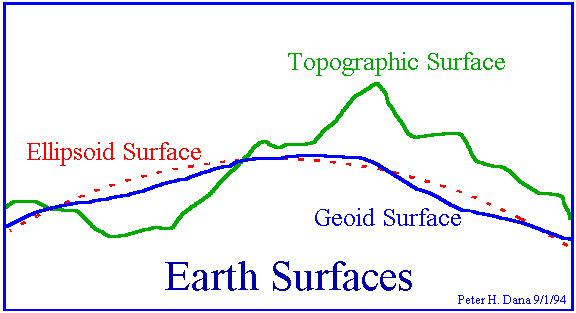 Topographic Surface
Ellipsoid Surface
Geoid Surface
Earth Surfaces
Peter H. Dana 9/1/94